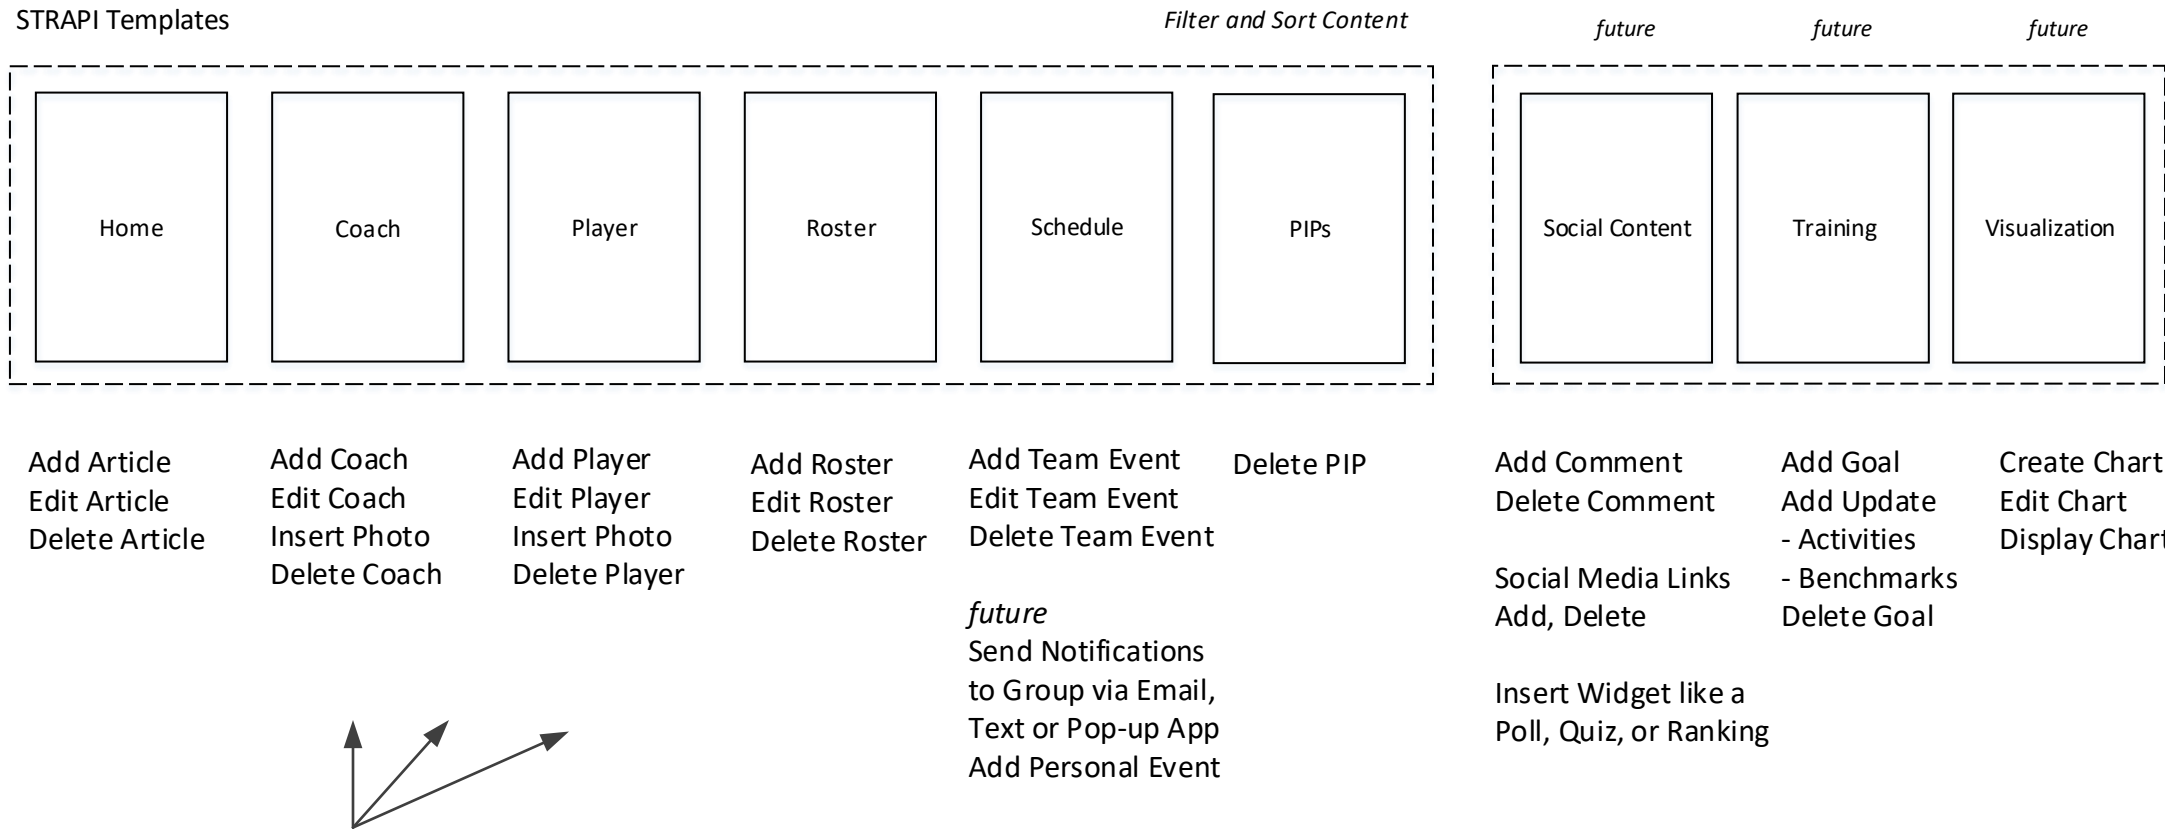 STRAPI Templates
Filter and Sort Content
future
future
future
Home
Coach
Player
Roster
Schedule
PIPs
Social Content
Training
Visualization
Add Article
Edit Article
Delete Article
Add Coach
Edit Coach
Insert Photo
Delete Coach
Add Player
Edit Player
Insert Photo
Delete Player
Add Roster
Edit Roster
Delete Roster
Add Team Event
Edit Team Event
Delete Team Event
future
Send Notifications
to Group via Email,
Text or Pop-up App
Add Personal Event
Delete PIP
Add Comment
Delete Comment
Social Media Links
Add, Delete
Insert Widget like a
Poll, Quiz, or Ranking
Add Goal
Add Update
- Activities
- Benchmarks
Delete Goal
Create Chart
Edit Chart
Display Chart